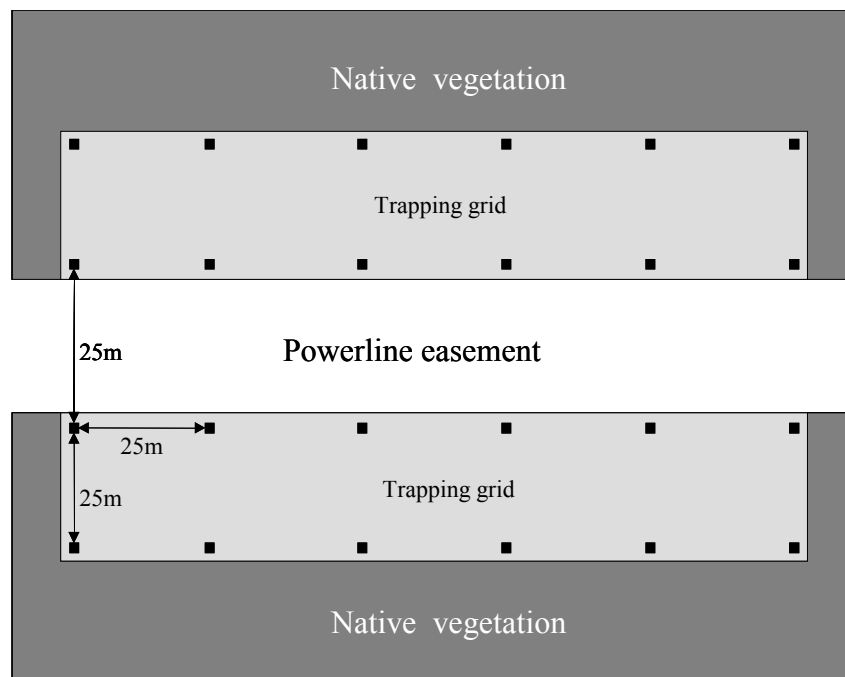 Native vegetation
Trapping grid
25m
Powerline easement
25m
25m
Trapping grid
Native vegetation